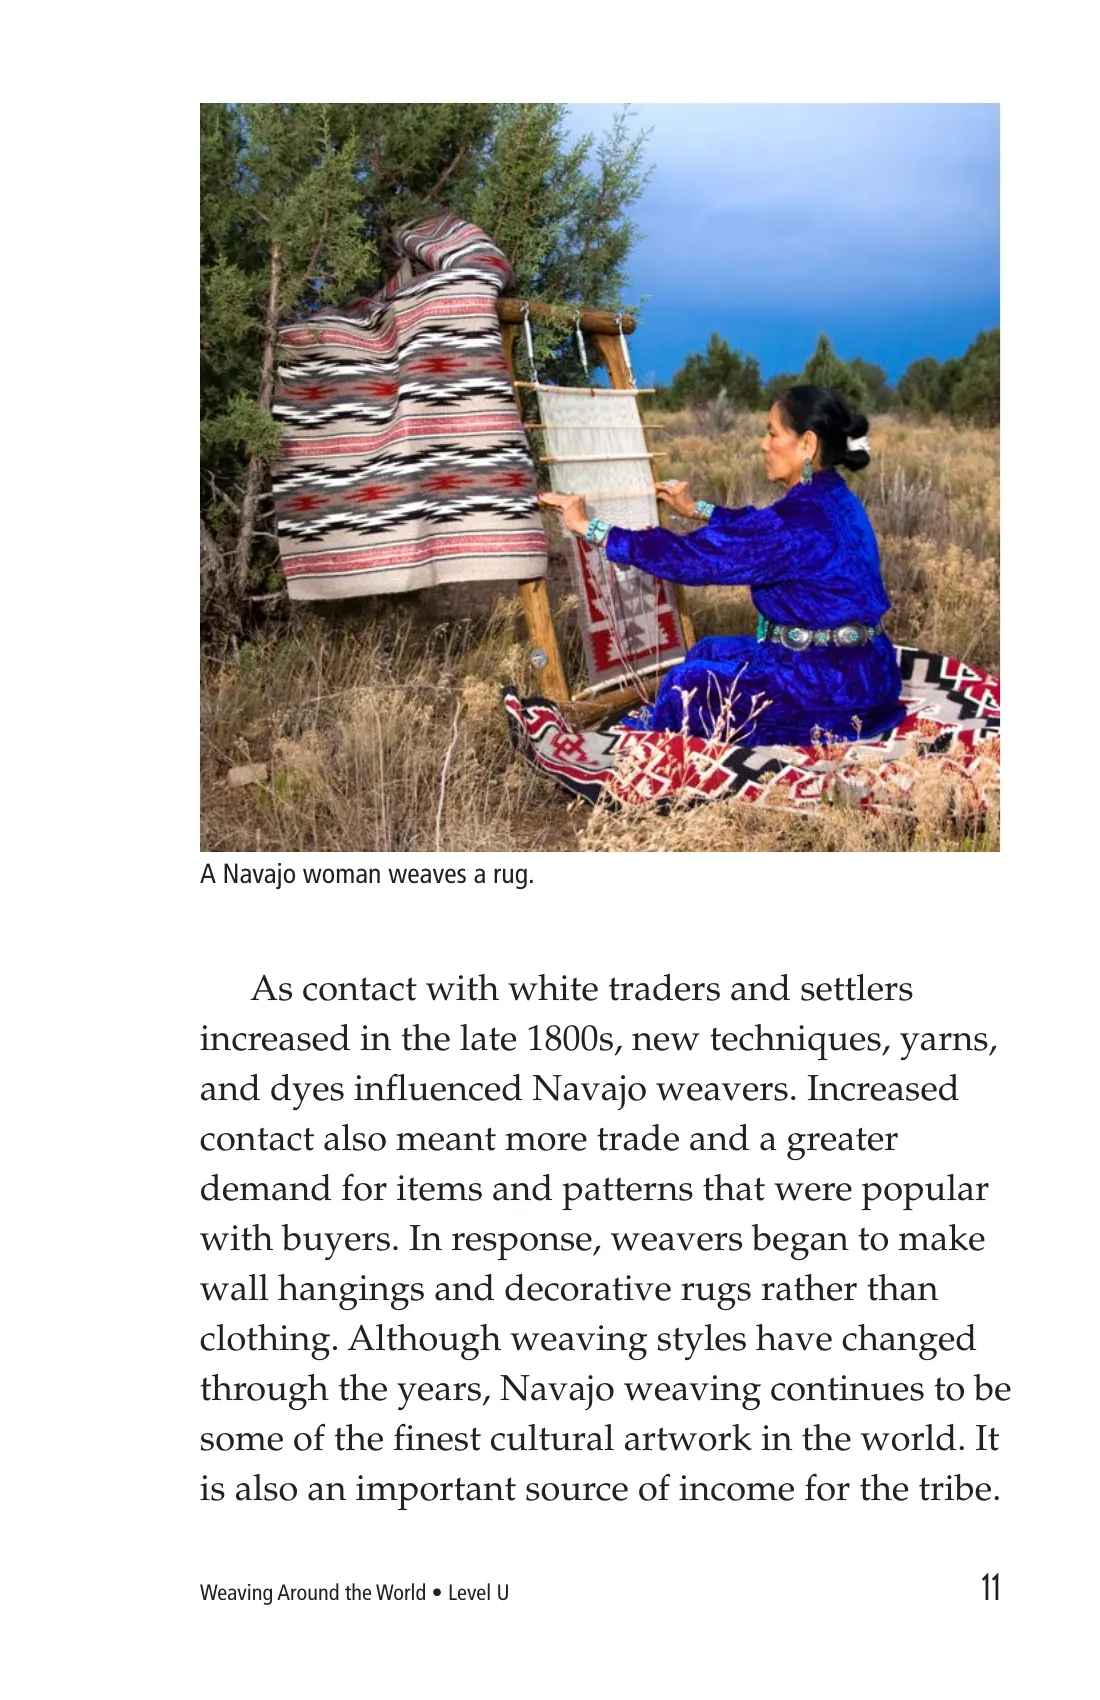 A Navajo woman weaves a rug.
As contact with white traders and settlers
increased in the late 1800s, new techniques, yarns,
and dyes influenced Navajo weavers. Increased
contact also meant more trade and a greater
demand for items and patterns that were popular
with buyers. In response, weavers began to make
wall hangings and decorative rugs rather than
clothing. Although weaving styles have changed
through the years, Navajo weaving continues to be
some of the finest cultural artwork in the world. It
is also an important source of income for the tribe.
Weaving Around the World • Level U 11